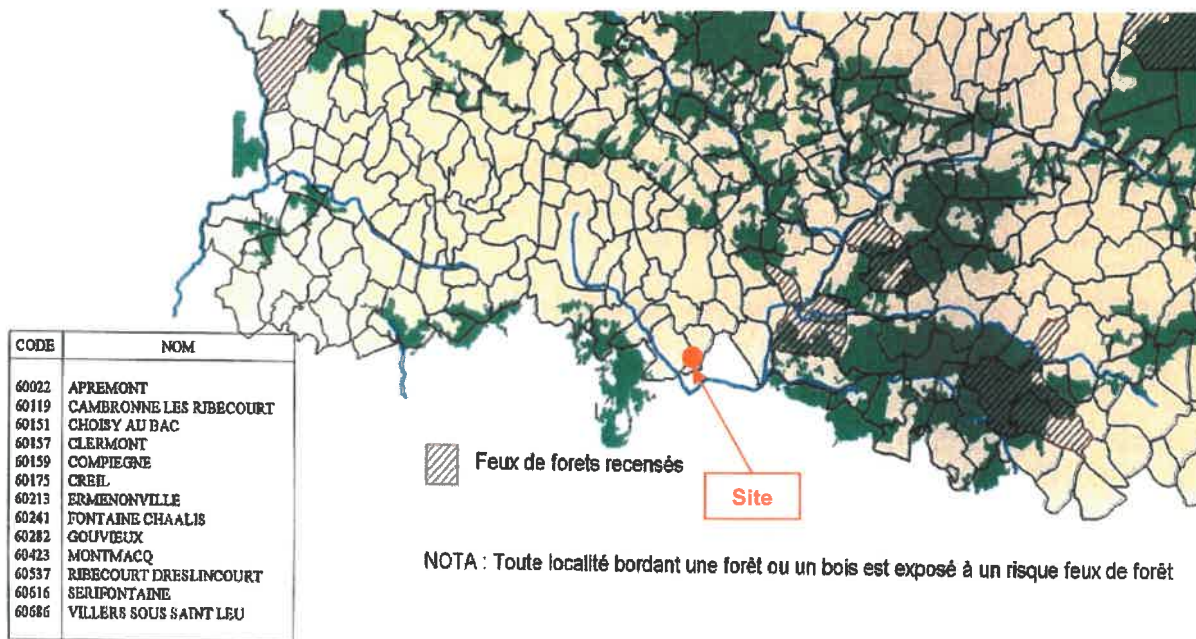 CODE NOM
60022 APREMONT
60119 CAMBRONNE LES RIBECOURT
60151 CHOISY AU BAC
60157 CLERMONT
60159 COMPIEGNE
60175 CREIL
60213 ERMENONVILLE
60241 FONTAINE CHAALIS
60282 GOUVIEUX
60423 MONTMACQ
60537 RIBECOURT DRESLINCOURT
60616 SERIFONTAINE
60686 VILLERS SOUS SAINT LEU
Feux de forets recensés
Site
NOTA : Toute localité bordant une forêt ou un bois est exposé à un risque feux de forêt